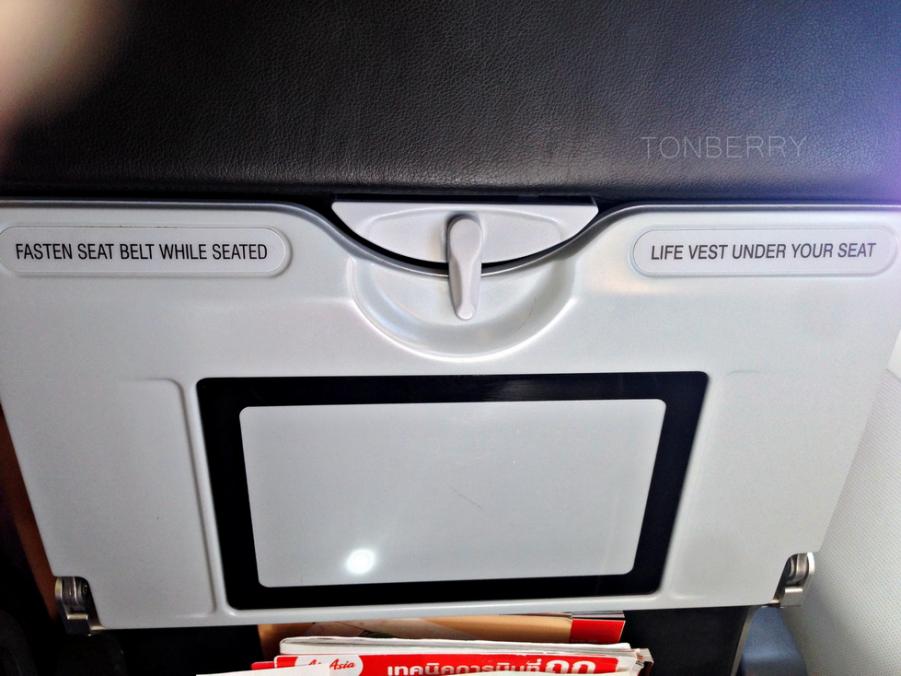 TONBERRY
FASTEN SEAT BELT WHILE SEATED
LIFE VEST UNDER YOUR SEAT
AirAsia